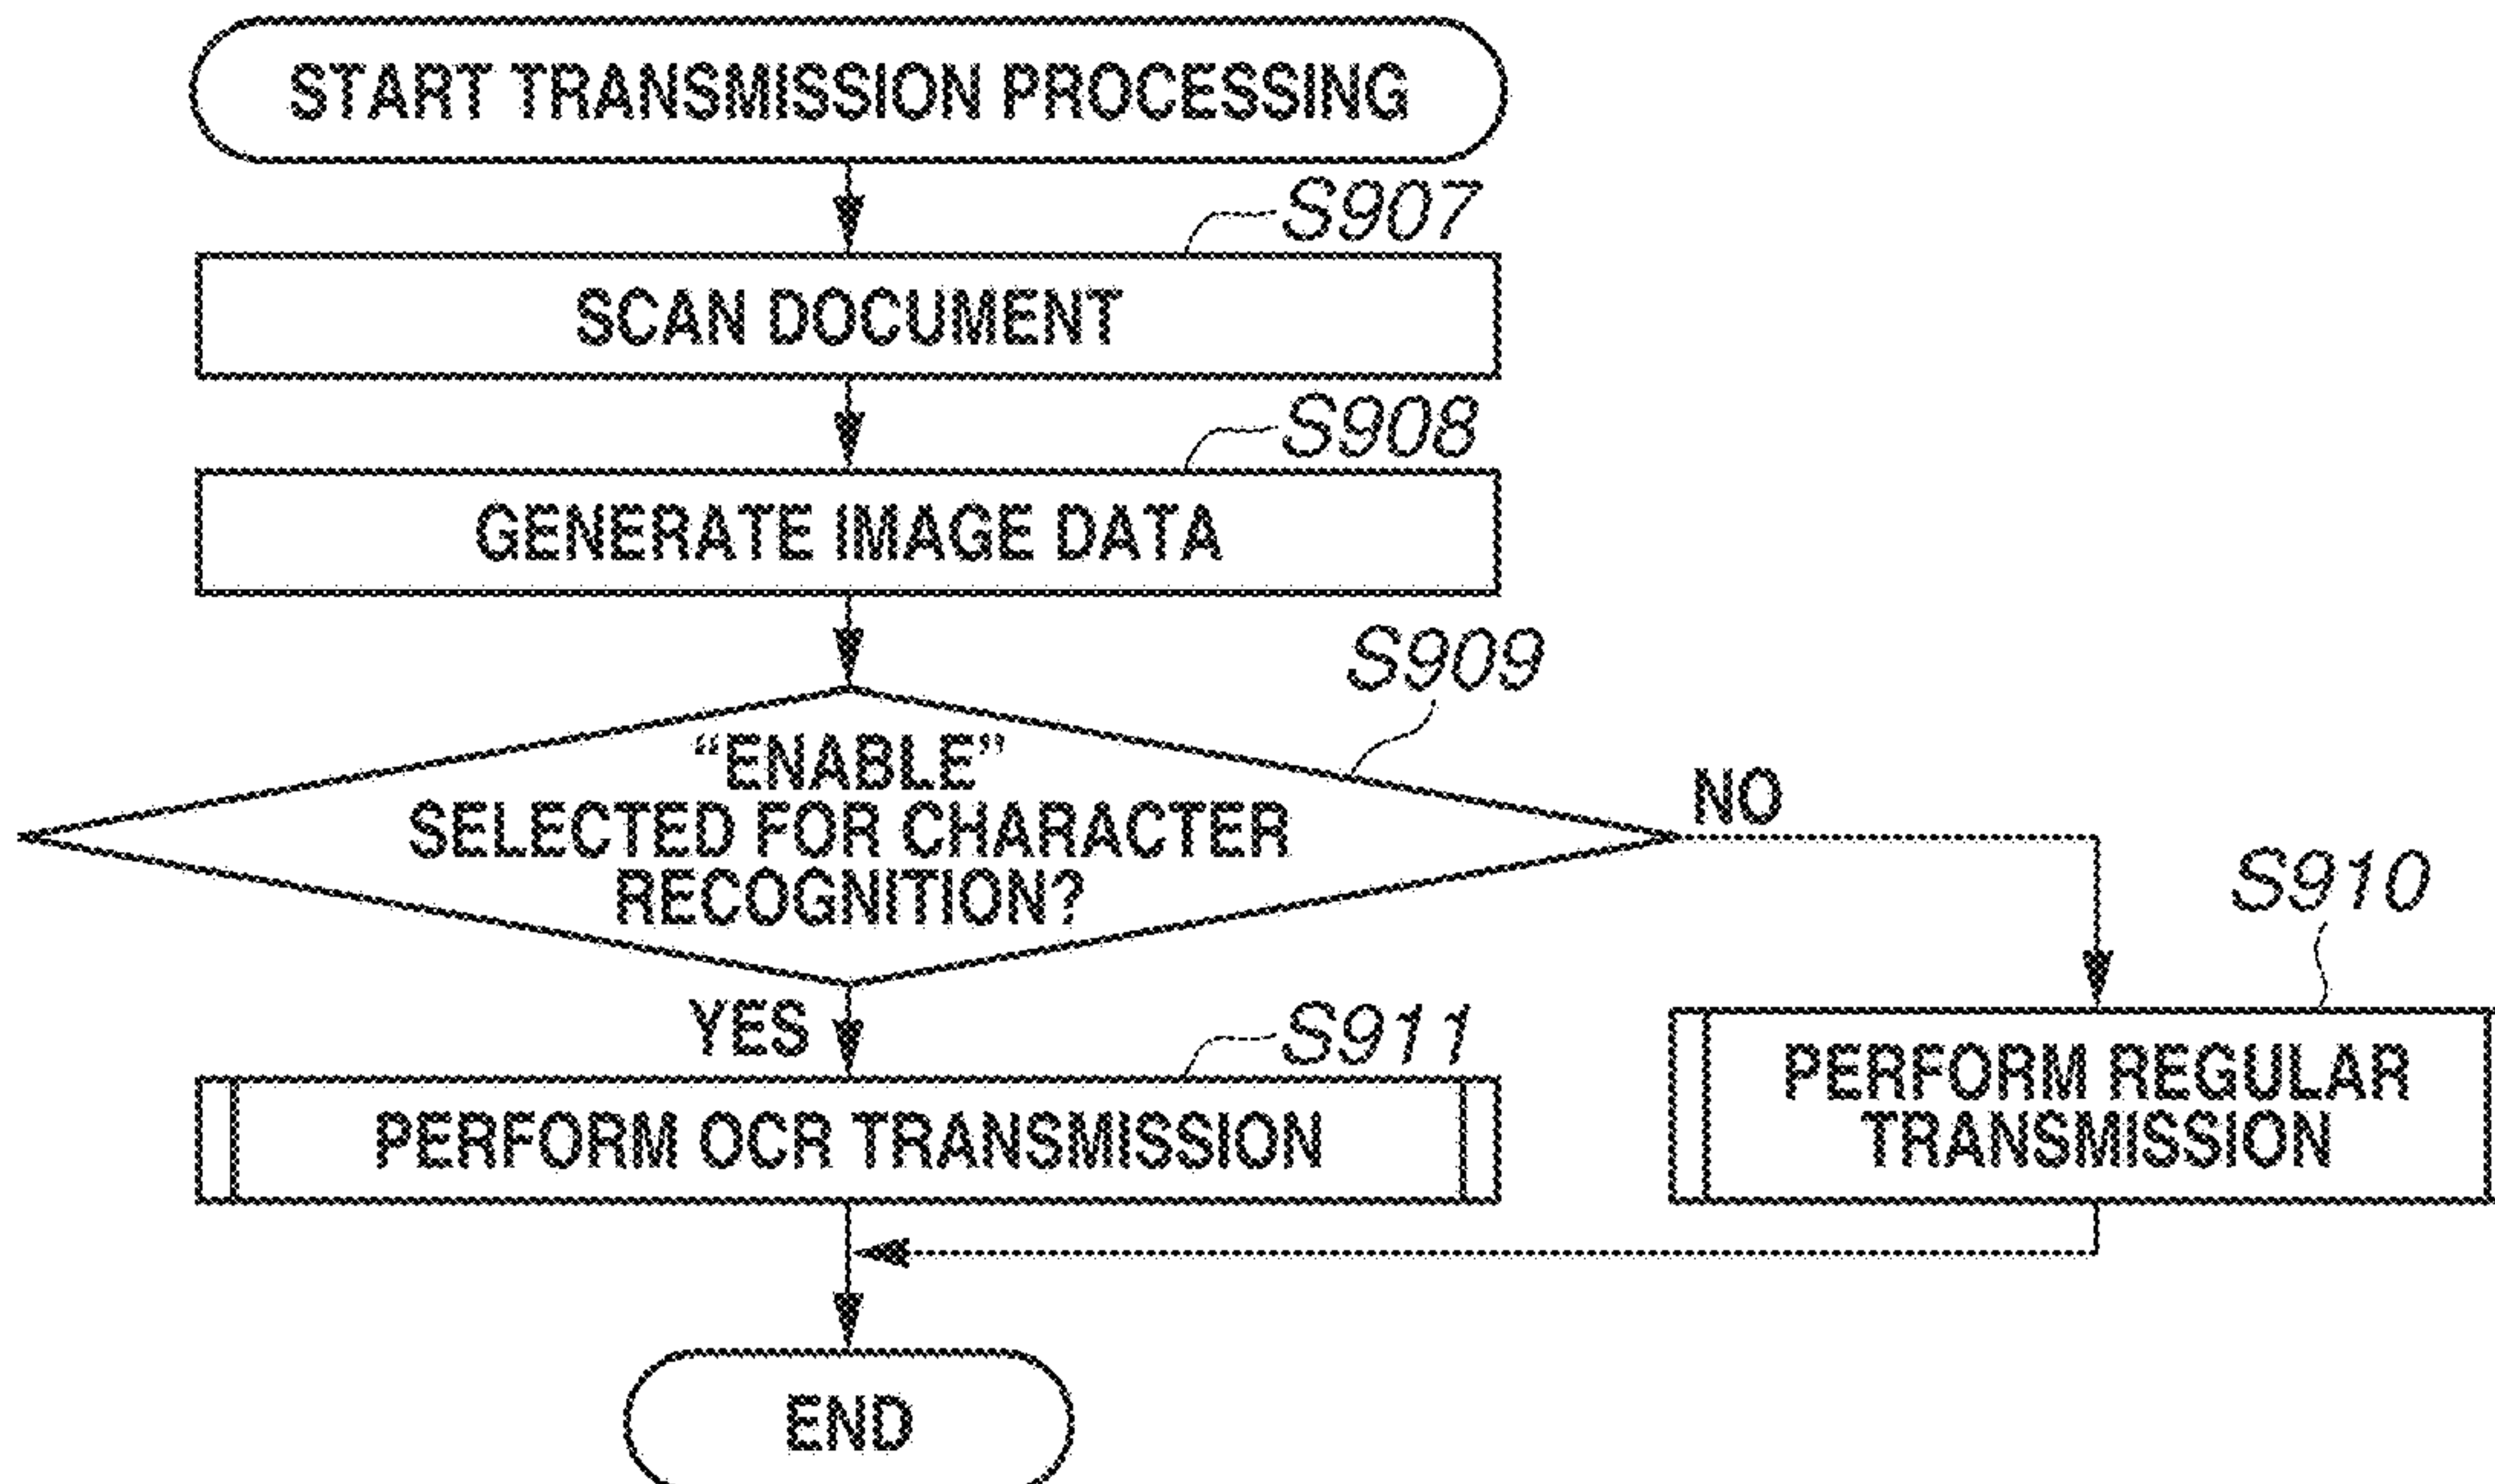 START TRANSMISSION PROCESSING
S907
SCAN DOCUMENT
S908
GENERATE IMAGE DATA
S909
“ENABLE”
SELECTED FOR CHARACTER
RECOGNITION?
NO
S910
YES
S911
PERFORM OCR TRANSMISSION
PERFORM REGULAR
TRANSMISSION
END